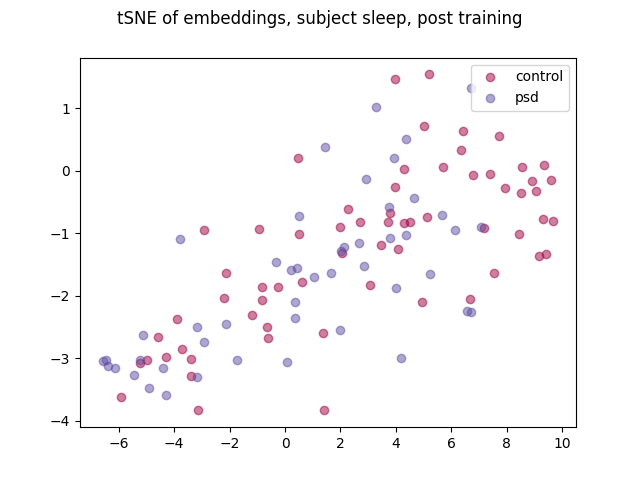 tSNE of embeddings, subject sleep, post training
control
psd
1
0
−1
−2
−3
−4
−6 −4 −2 0 2 4 6 8 10